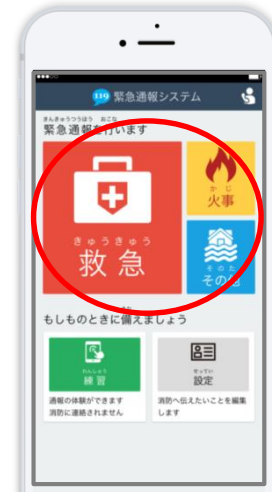 119 緊急通報システム
きんきゅうつうほう おこな
緊急通報を行います
きゅうきゅう
救急
かじ
火事
そのた
その他
もしものときに備えましょう
れんしゅう
練習
せってい
設定
通報の体験ができます
消防に連絡されません
消防へ伝えたいことを編集
します